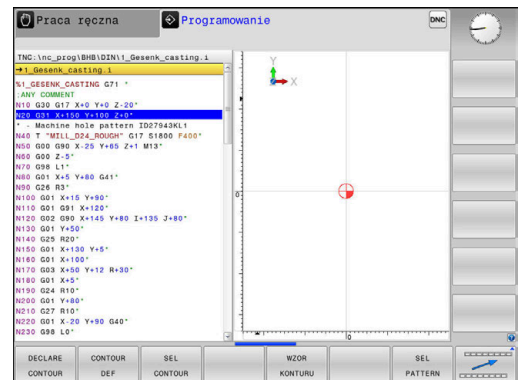 Praca ręczna
Programowanie
DNC
TNC:\nc_prog\BHB\DIN\1_Gesenk_casting.i
→1_Gesenk_casting.i
%1_GESENK_CASTING G71 *
;ANY COMMENT
N10 G30 G17 X+0 Y+0 Z-20*
N20 G31 X+150 Y+100 Z+0*
* - Machine hole pattern ID27943KL1
N40 T "MILL_D24_ROUGH" G17 S1800 F400*
N50 G00 G90 X-25 Y+65 Z+1 M13*
N60 G00 Z-5*
N70 G98 L1*
N80 G01 X+5 Y+80 G41*
N90 G26 R3*
N100 G01 X+15 Y+90*
N110 G01 G91 X+120*
N120 G02 G90 X+145 Y+80 I+135 J+80*
N130 G01 Y+50*
N140 G25 R20*
N150 G01 X+130 Y+5*
N160 G01 X+100*
N170 G03 X+50 Y+12 R+30*
N180 G01 X+5*
N190 G24 R10*
N200 G01 Y+80*
N210 G27 R10*
N220 G01 X-20 Y+90 G40*
N230 G98 L0*
Y
X
0
0
DECLARE CONTOUR
CONTOUR DEF
SEL CONTOUR
WZOR KONTURU
SEL PATTERN